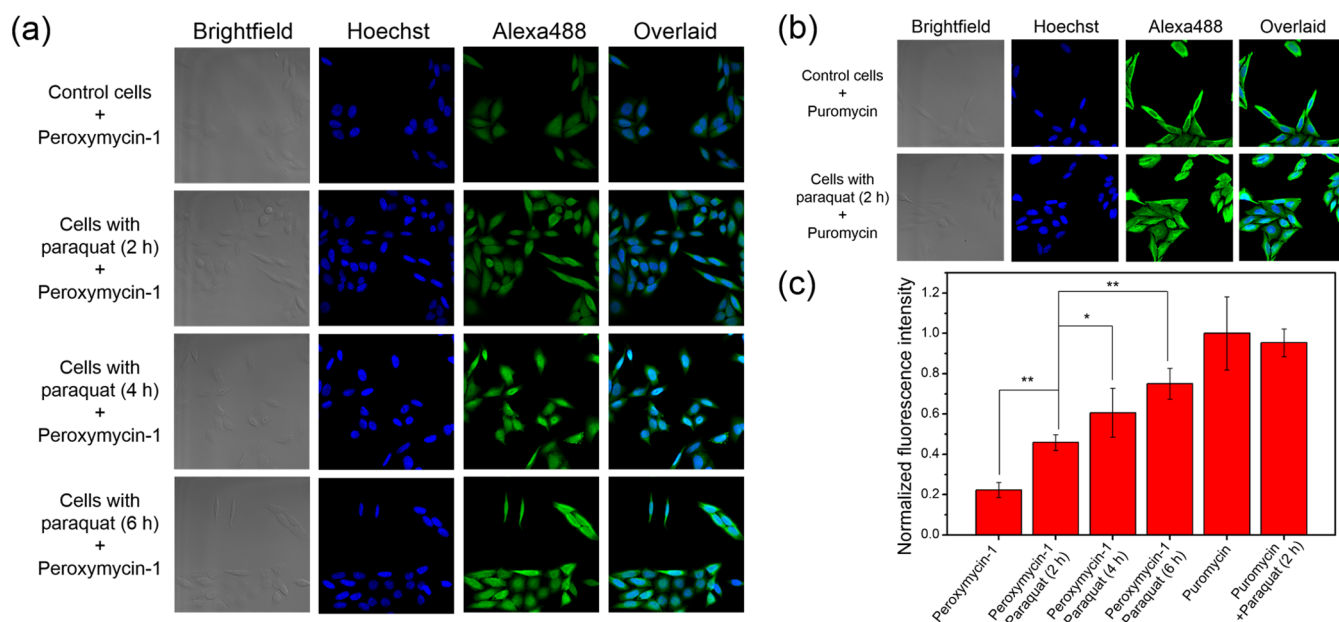 (a)
Brightfield Hoechst Alexa488 Overlaid
Control cells
+
Peroxymycin-1
Cells with
paraquat (2 h)
+
Peroxymycin-1
Cells with
paraquat (4 h)
+
Peroxymycin-1
Cells with
paraquat (6 h)
+
Peroxymycin-1
(b)
Brightfield Hoechst Alexa488 Overlaid
Control cells
+
Puromycin
Cells with
paraquat (2 h)
+
Puromycin
(c)
Normalized fluorescence intensity
1.2
1.0
0.8
0.6
0.4
0.2
0.0
**
**
*
Peroxymycin-1
Peroxymycin-1
Paraquat (2 h)
Peroxymycin-1
Paraquat (4 h)
Peroxymycin-1
Paraquat (6 h)
Puromycin
Puromycin
+Paraquat (2 h)